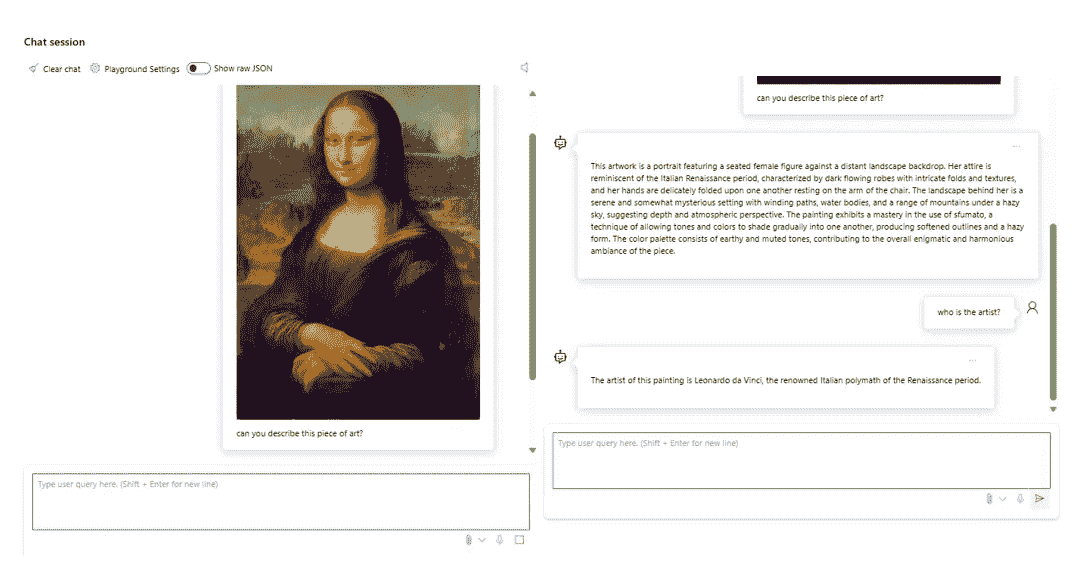 Chat session
Clear chat Playground Settings Show raw JSON
can you describe this piece of art?
Type user query here. (Shift + Enter for new line)
can you describe this piece of art?
This artwork is a portrait featuring a seated female figure against a distant landscape backdrop. Her attire is
reminiscent of the Italian Renaissance period, characterized by dark flowing robes with intricate folds and textures,
and her hands are delicately folded upon one another resting on the arm of the chair. The landscape behind her is a
serene and somewhat mysterious setting with winding paths, water bodies, and a range of mountains under a hazy
sky, suggesting depth and atmospheric perspective. The painting exhibits a mastery in the use of sfumato, a
technique of allowing tones and colors to shade gradually into one another, producing softened outlines and a hazy
form. The color palette consists of earthy and muted tones, contributing to the overall enigmatic and harmonious
ambiance of the piece.
who is the artist?
The artist of this painting is Leonardo da Vinci, the renowned Italian polymath of the Renaissance period.
Type user query here. (Shift + Enter for new line)